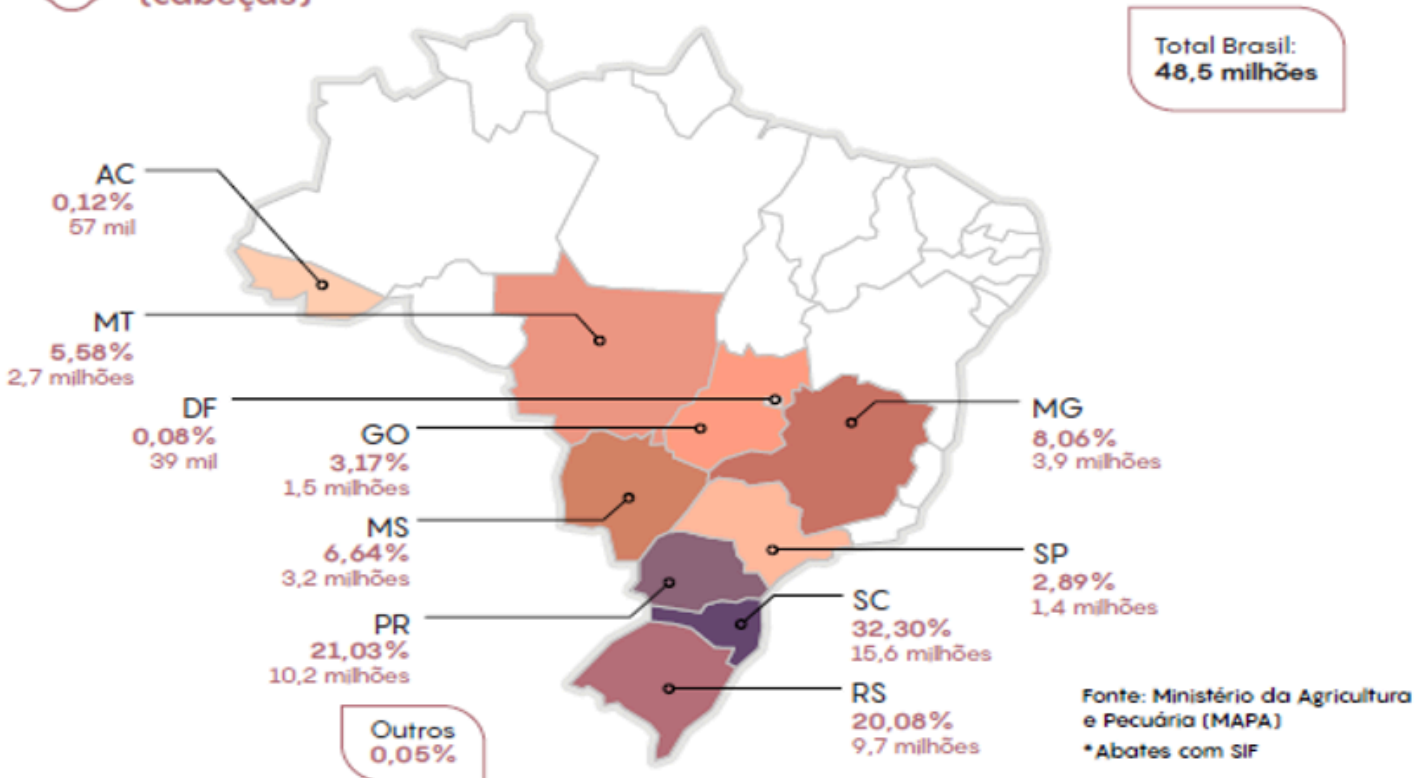 (cabeças)
Total Brasil:
48,5 milhões
AC
0,12%
57 mil
MT
5,58%
2,7 milhões
DF
0,08%
39 mil
GO
3,17%
1,5 milhões
MS
6,64%
3,2 milhões
PR
21,03%
10,2 milhões
MG
8,06%
3,9 milhões
SP
2,89%
1,4 milhões
SC
32,30%
15,6 milhões
RS
20,08%
9,7 milhões
Outros
0,05%
Fonte: Ministério da Agricultura
e Pecuária (MAPA)
*Abates com SIF